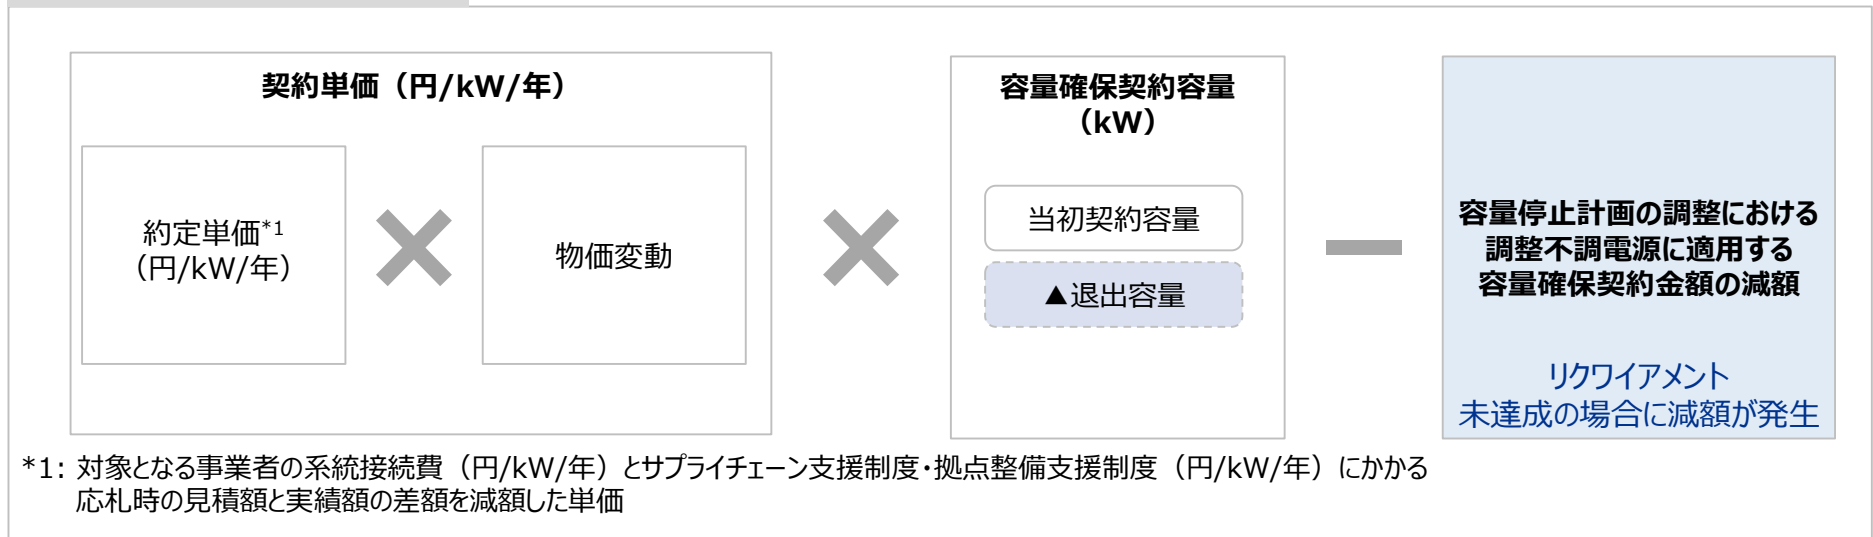 契約単価（円/kW/年）
約定単価*1
（円/kW/年）
物価変動
容量確保契約容量
（kW）
当初契約容量
▲退出容量
容量停止計画の調整における
調整不調電源に適用する
容量確保契約金額の減額
リクワイアメント
未達成の場合に減額が発生
*1: 対象となる事業者の系統接続費（円/kW/年）とサプライチェーン支援制度・拠点整備支援制度（円/kW/年）にかかる
応札時の見積額と実績額の差額を減額した単価